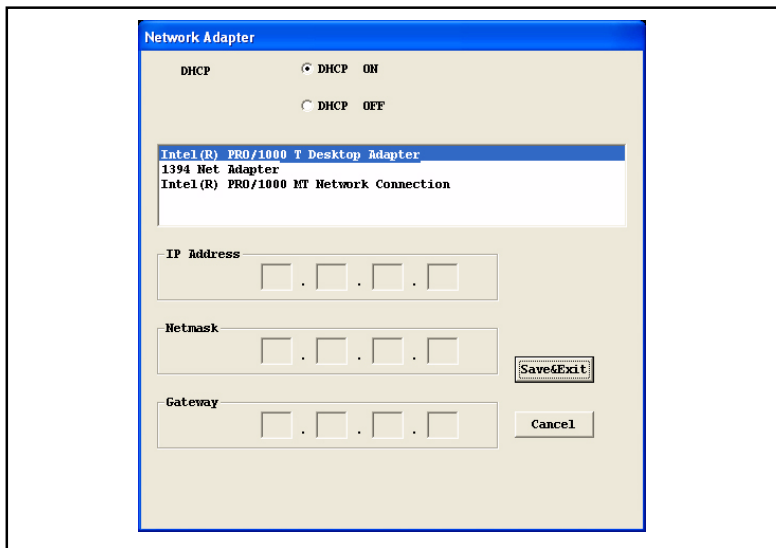 Network Adapter
DHCP DHCP ON
DHCP OFF
Intel(R) PRO/1000 T Desktop Adapter
1394 Net Adapter
Intel(R) PRO/1000 MT Network Connection
IP Address
. . .
Netmask
. . .
Save&Exit
Gateway
. . .
Cancel